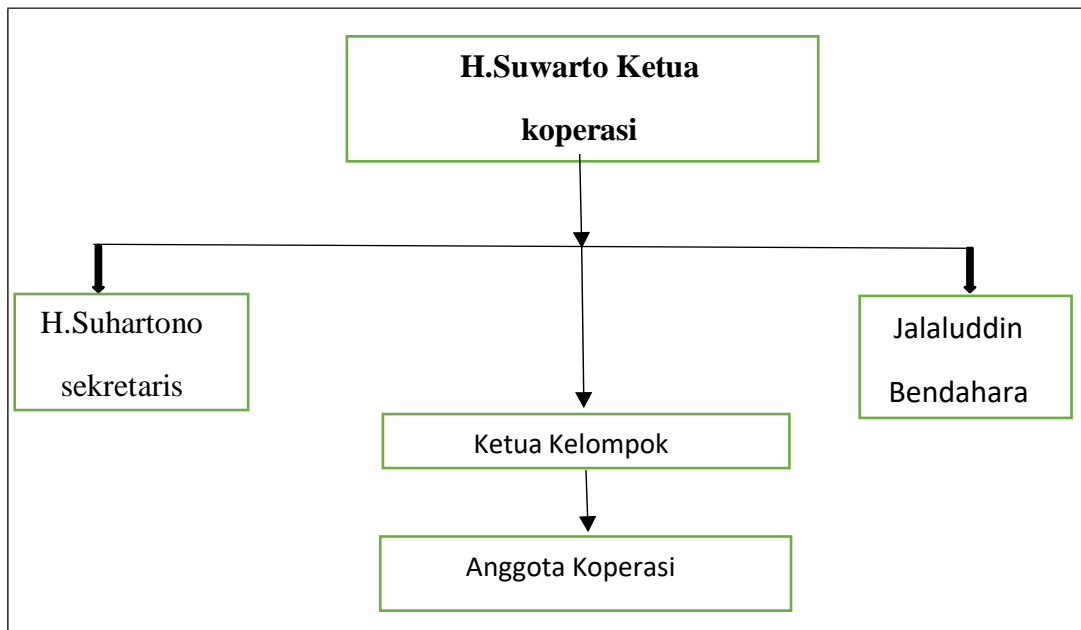 H.Suwarto Ketua
koperasi
H.Suhartono
sekretaris
Jalaluddin
Bendahara
Ketua Kelompok
Anggota Koperasi